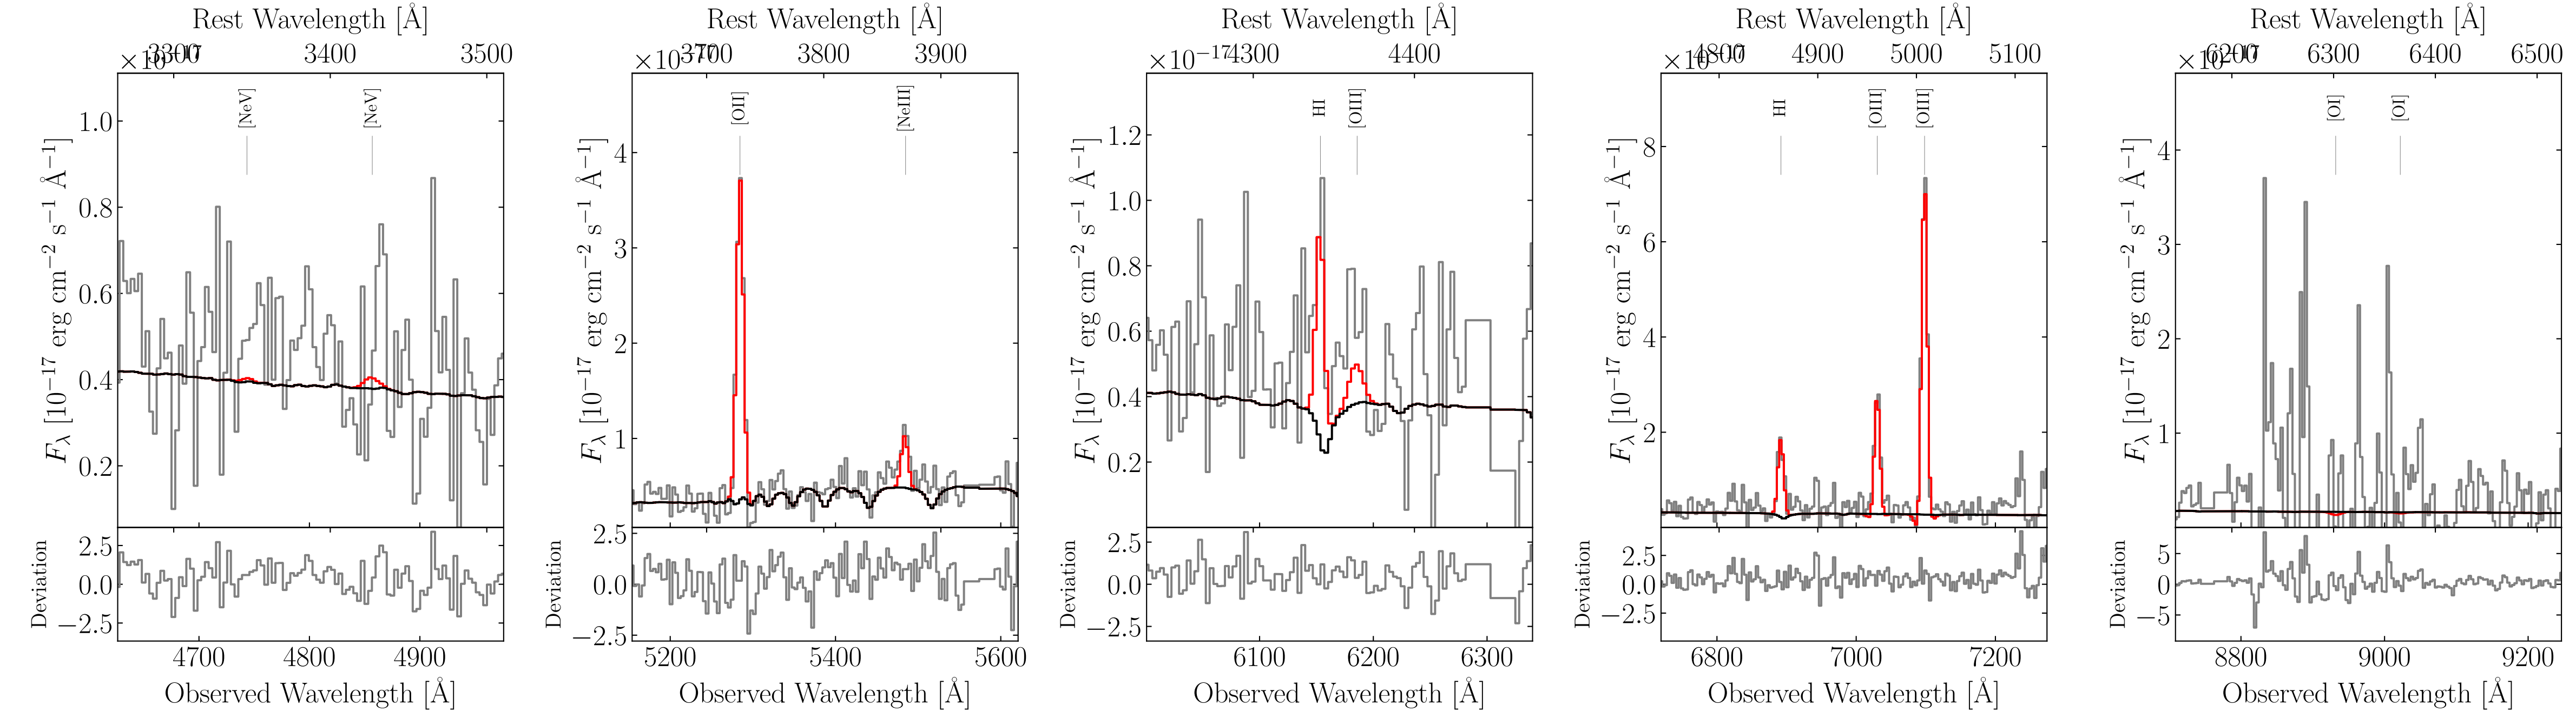 Rest Wavelength [Å] Rest Wavelength [Å] Rest Wavelength [Å] Rest Wavelength [Å] Rest Wavelength [Å]
3300 3400 3500 3700 3800 3900 ×10⁻¹⁷ 4300 4400 4800 4900 5000 5100 6200 6300 6400 6500
[NeV] [NeV] [OII] [NeIII] HI [OIII] HI [OIII] [OIII] [OI] [OI]
F_λ [10⁻¹⁷ erg cm⁻² s⁻¹ Å⁻¹]
1.0
0.8
0.6
0.4
0.2
F_λ [10⁻¹⁷ erg cm⁻² s⁻¹ Å⁻¹]
4
3
2
1
F_λ [10⁻¹⁷ erg cm⁻² s⁻¹ Å⁻¹]
1.2
1.0
0.8
0.6
0.4
0.2
F_λ [10⁻¹⁷ erg cm⁻² s⁻¹ Å⁻¹]
8
6
4
2
F_λ [10⁻¹⁷ erg cm⁻² s⁻¹ Å⁻¹]
4
3
2
1
Deviation
2.5
0.0
−2.5
Deviation
2.5
0.0
−2.5
Deviation
2.5
0.0
−2.5
Deviation
2.5
0.0
−2.5
Deviation
5
0
−5
4700 4800 4900 5200 5400 5600 6100 6200 6300 6800 7000 7200 8800 9000 9200
Observed Wavelength [Å] Observed Wavelength [Å] Observed Wavelength [Å] Observed Wavelength [Å] Observed Wavelength [Å]